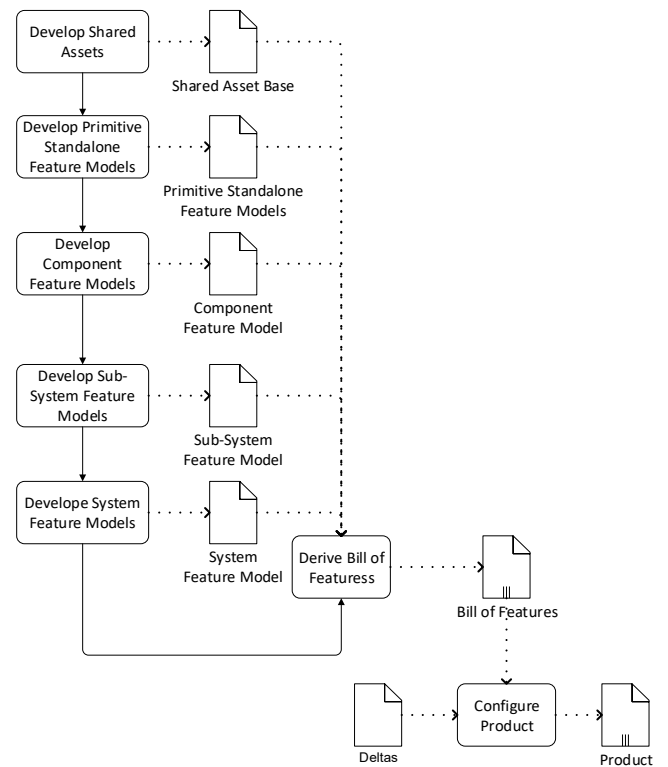 Develop Shared
Assets
Shared Asset Base
Develop Primitive
Standalone
Feature Models
Primitive Standalone
Feature Models
Develop
Component
Feature Models
Component
Feature Model
Develop Sub-
System Feature
Models
Sub-System
Feature Model
Develope System
Feature Models
System
Feature Model
Derive Bill of
Featuress
Bill of Features
Deltas
Configure
Product
Product